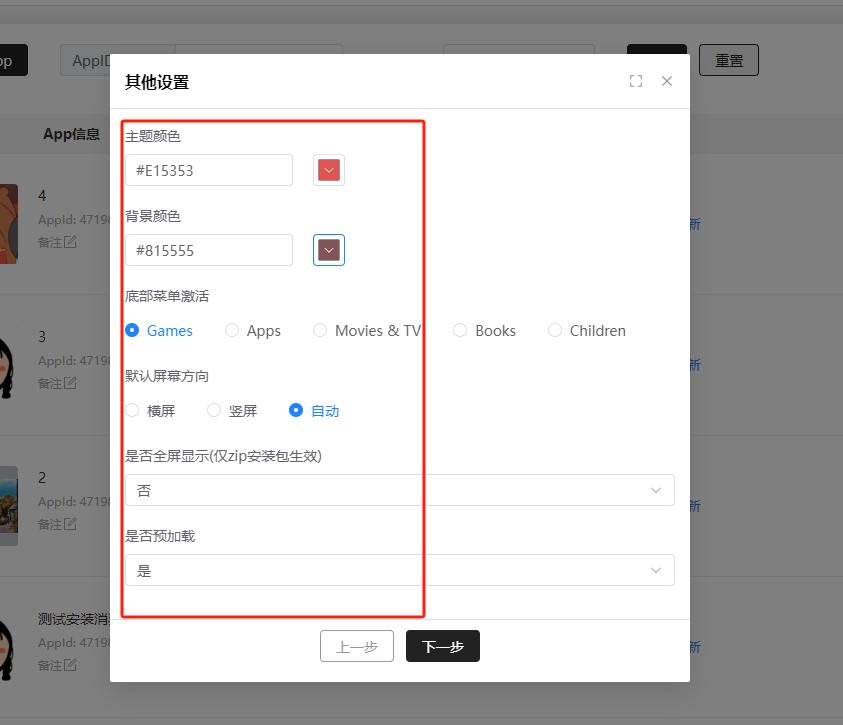 AppID
重置
其他设置
App信息
主题颜色
#E15353
4
背景颜色
AppId: 4719
备注
#815555
底部菜单激活
Games Apps Movies & TV Books Children
3
AppId: 4719
备注
默认屏幕方向
横屏 竖屏 自动
是否全屏显示(仅zip安装包生效)
2
否
AppId: 4719
备注
是否预加载
是
测试安装消
AppId: 4719
上一步 下一步
备注